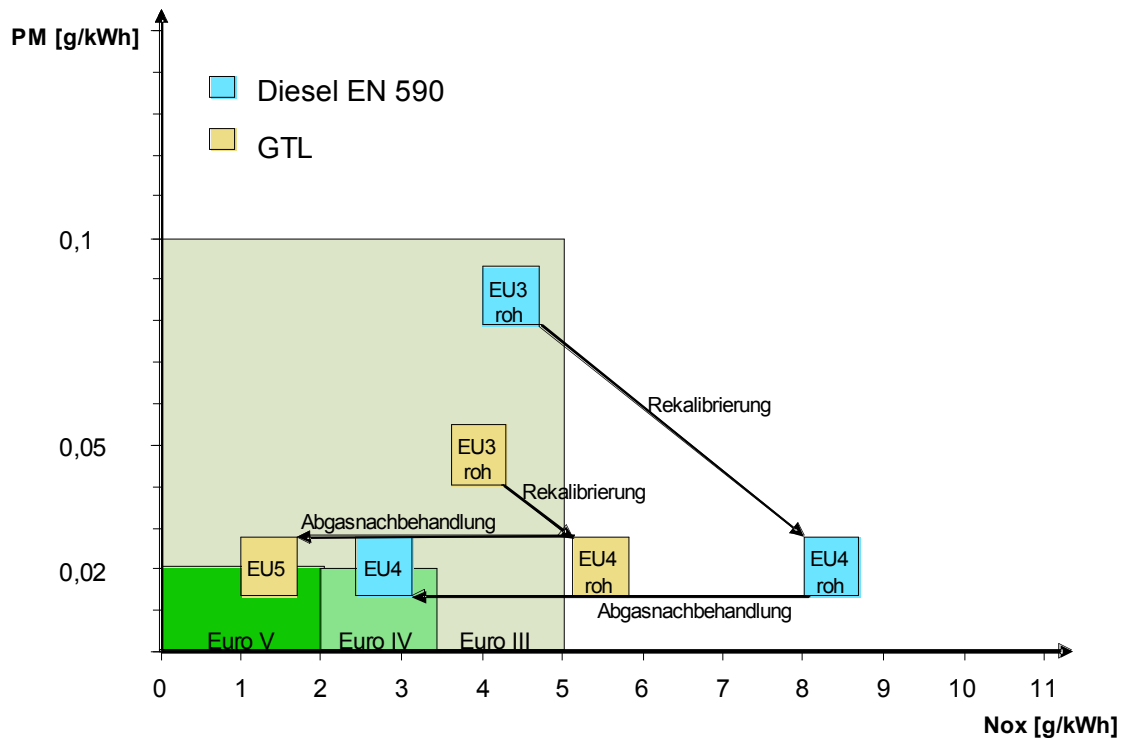 PM [g/kWh]
Diesel EN 590
GTL
0,1
EU3
roh
Rekalibrierung
0,05
EU3
roh
Rekalibrierung
Abgasnachbehandlung
0,02
EU5
EU4
EU4
roh
EU4
roh
Abgasnachbehandlung
Euro V
Euro IV
Euro III
0 1 2 3 4 5 6 7 8 9 10 11
Nox [g/kWh]